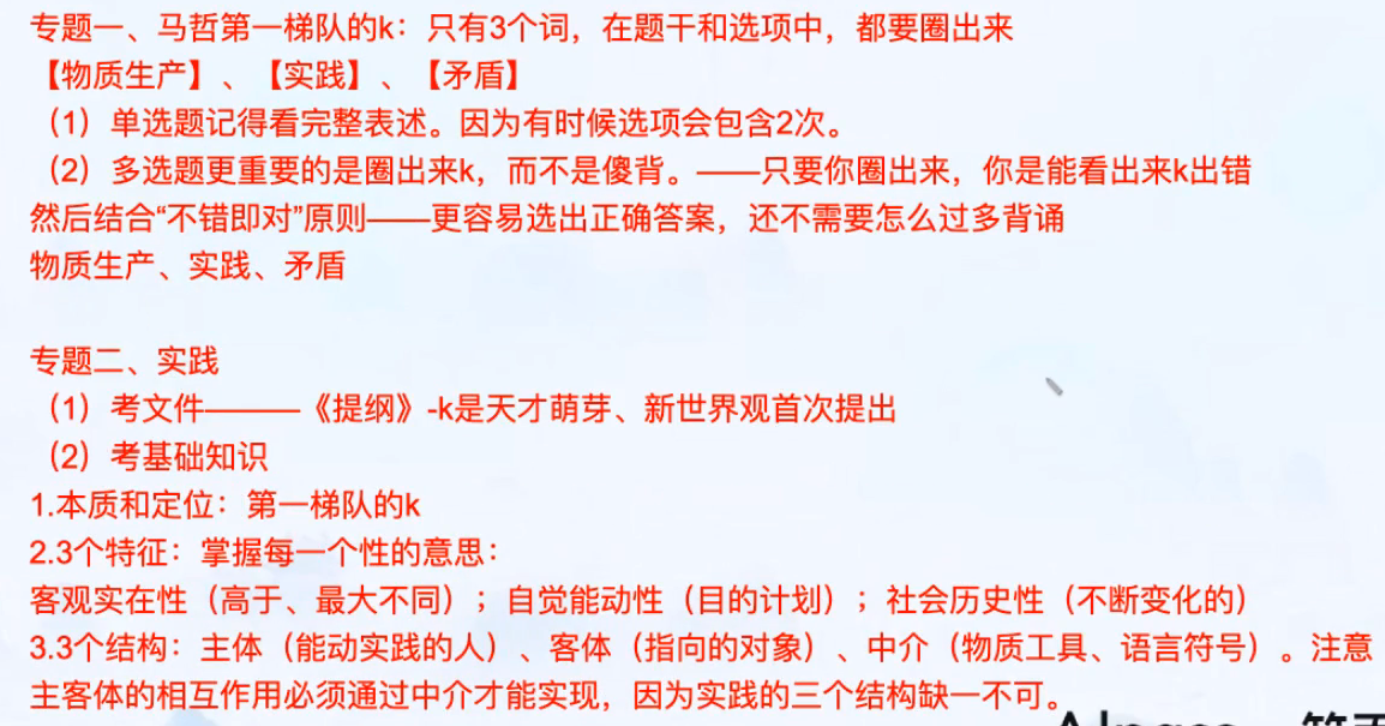 专题一、马哲第一梯队的k：只有3个词，在题干和选项中，都要圈出来
【物质生产】、【实践】、【矛盾】
（1）单选题记得看完整表述。因为有时候选项会包含2次。
（2）多选题更重要的是圈出来k，而不是傻背。——只要你圈出来，你是能看出来k出错
然后结合“不错即对”原则——更容易选出正确答案，还不需要怎么过多背诵
物质生产、实践、矛盾
专题二、实践
（1）考文件———《提纲》-k是天才萌芽、新世界观首次提出
（2）考基础知识
1.本质和定位：第一梯队的k
2.3个特征：掌握每一个性的意思：
客观实在性（高于、最大不同）；自觉能动性（目的计划）；社会历史性（不断变化的）
3.3个结构：主体（能动实践的人）、客体（指向的对象）、中介（物质工具、语言符号）。注意
主客体的相互作用必须通过中介才能实现，因为实践的三个结构缺一不可。